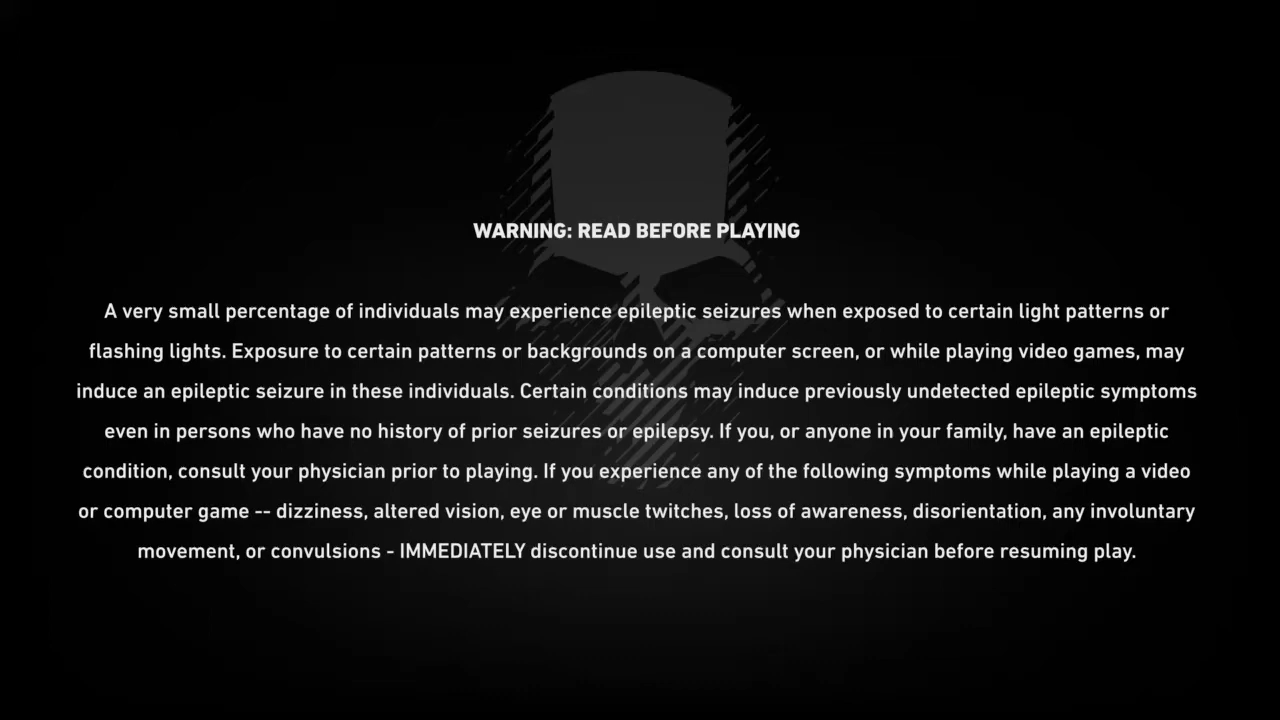 WARNING: READ BEFORE PLAYING
A very small percentage of individuals may experience epileptic seizures when exposed to certain light patterns or
flashing lights. Exposure to certain patterns or backgrounds on a computer screen, or while playing video games, may
induce an epileptic seizure in these individuals. Certain conditions may induce previously undetected epileptic symptoms
even in persons who have no history of prior seizures or epilepsy. If you, or anyone in your family, have an epileptic
condition, consult your physician prior to playing. If you experience any of the following symptoms while playing a video
or computer game -- dizziness, altered vision, eye or muscle twitches, loss of awareness, disorientation, any involuntary
movement, or convulsions - IMMEDIATELY discontinue use and consult your physician before resuming play.